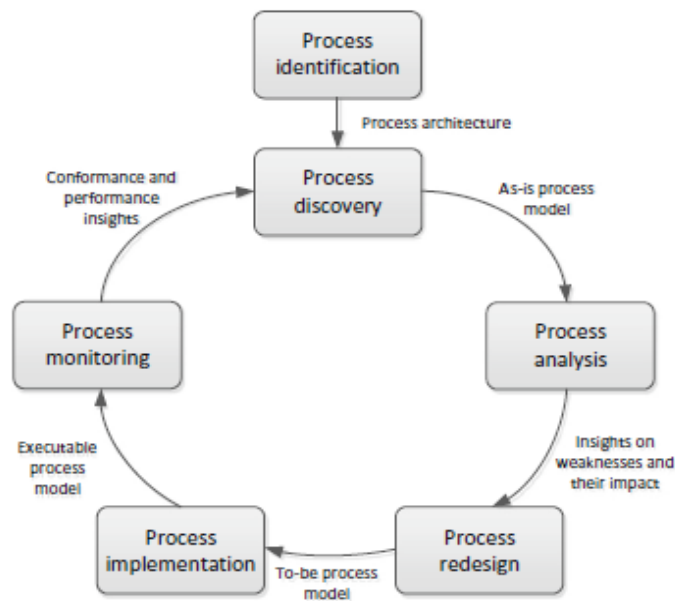 Process
identification
Process architecture
Process
discovery
As-is process
model
Process
analysis
Insights on
weaknesses and
their impact
Process
redesign
To-be process
model
Process
implementation
Executable
process
model
Process
monitoring
Conformance and
performance
insights